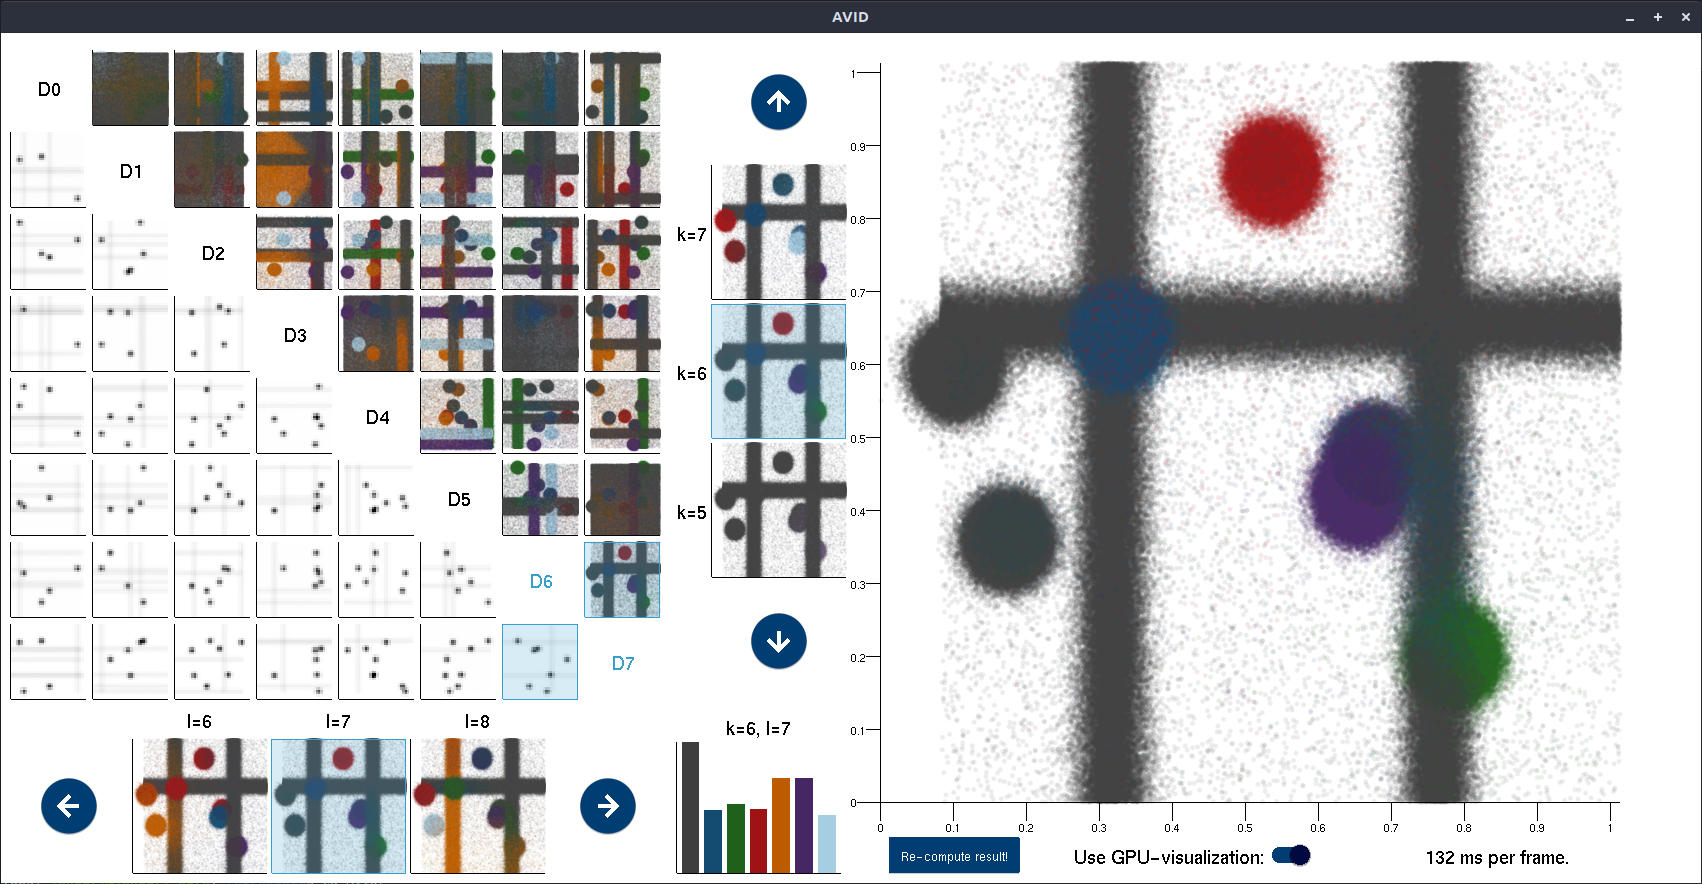 AVID
D0
D1
D2
D3
D4
D5
D6
D7
k=7
k=6
k=5
l=6
l=7
l=8
k=6, l=7
1
0.9
0.8
0.7
0.6
0.5
0.4
0.3
0.2
0.1
0
0
0.1
0.2
0.3
0.4
0.5
0.6
0.7
0.8
0.9
1
Re-compute result!
Use GPU-visualization:
132 ms per frame.